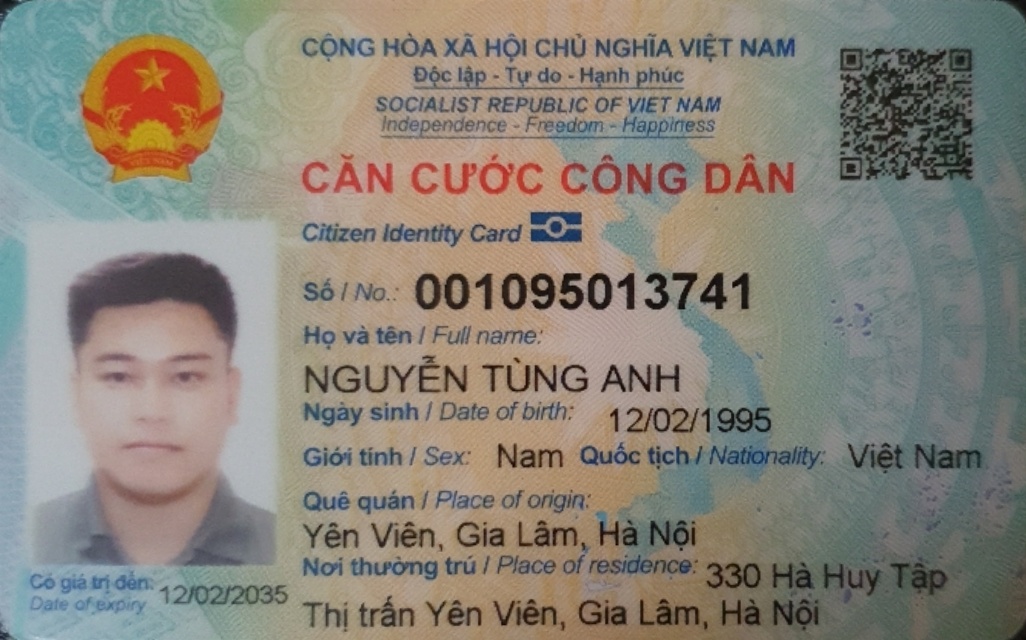 CỘNG HÒA XÃ HỘI CHỦ NGHĨA VIỆT NAM
Độc lập - Tự do - Hạnh phúc
SOCIALIST REPUBLIC OF VIET NAM
Independence - Freedom - Happiness
CĂN CƯỚC CÔNG DÂN
Citizen Identity Card
Số / No.: 001095013741
Họ và tên / Full name:
NGUYỄN TÙNG ANH
Ngày sinh / Date of birth: 12/02/1995
Giới tính / Sex: Nam Quốc tịch / Nationality: Việt Nam
Quê quán / Place of origin:
Yên Viên, Gia Lâm, Hà Nội
Nơi thường trú / Place of residence: 330 Hà Huy Tập
Thị trấn Yên Viên, Gia Lâm, Hà Nội
Có giá trị đến: 12/02/2035
Date of expiry
VIỆT NAM